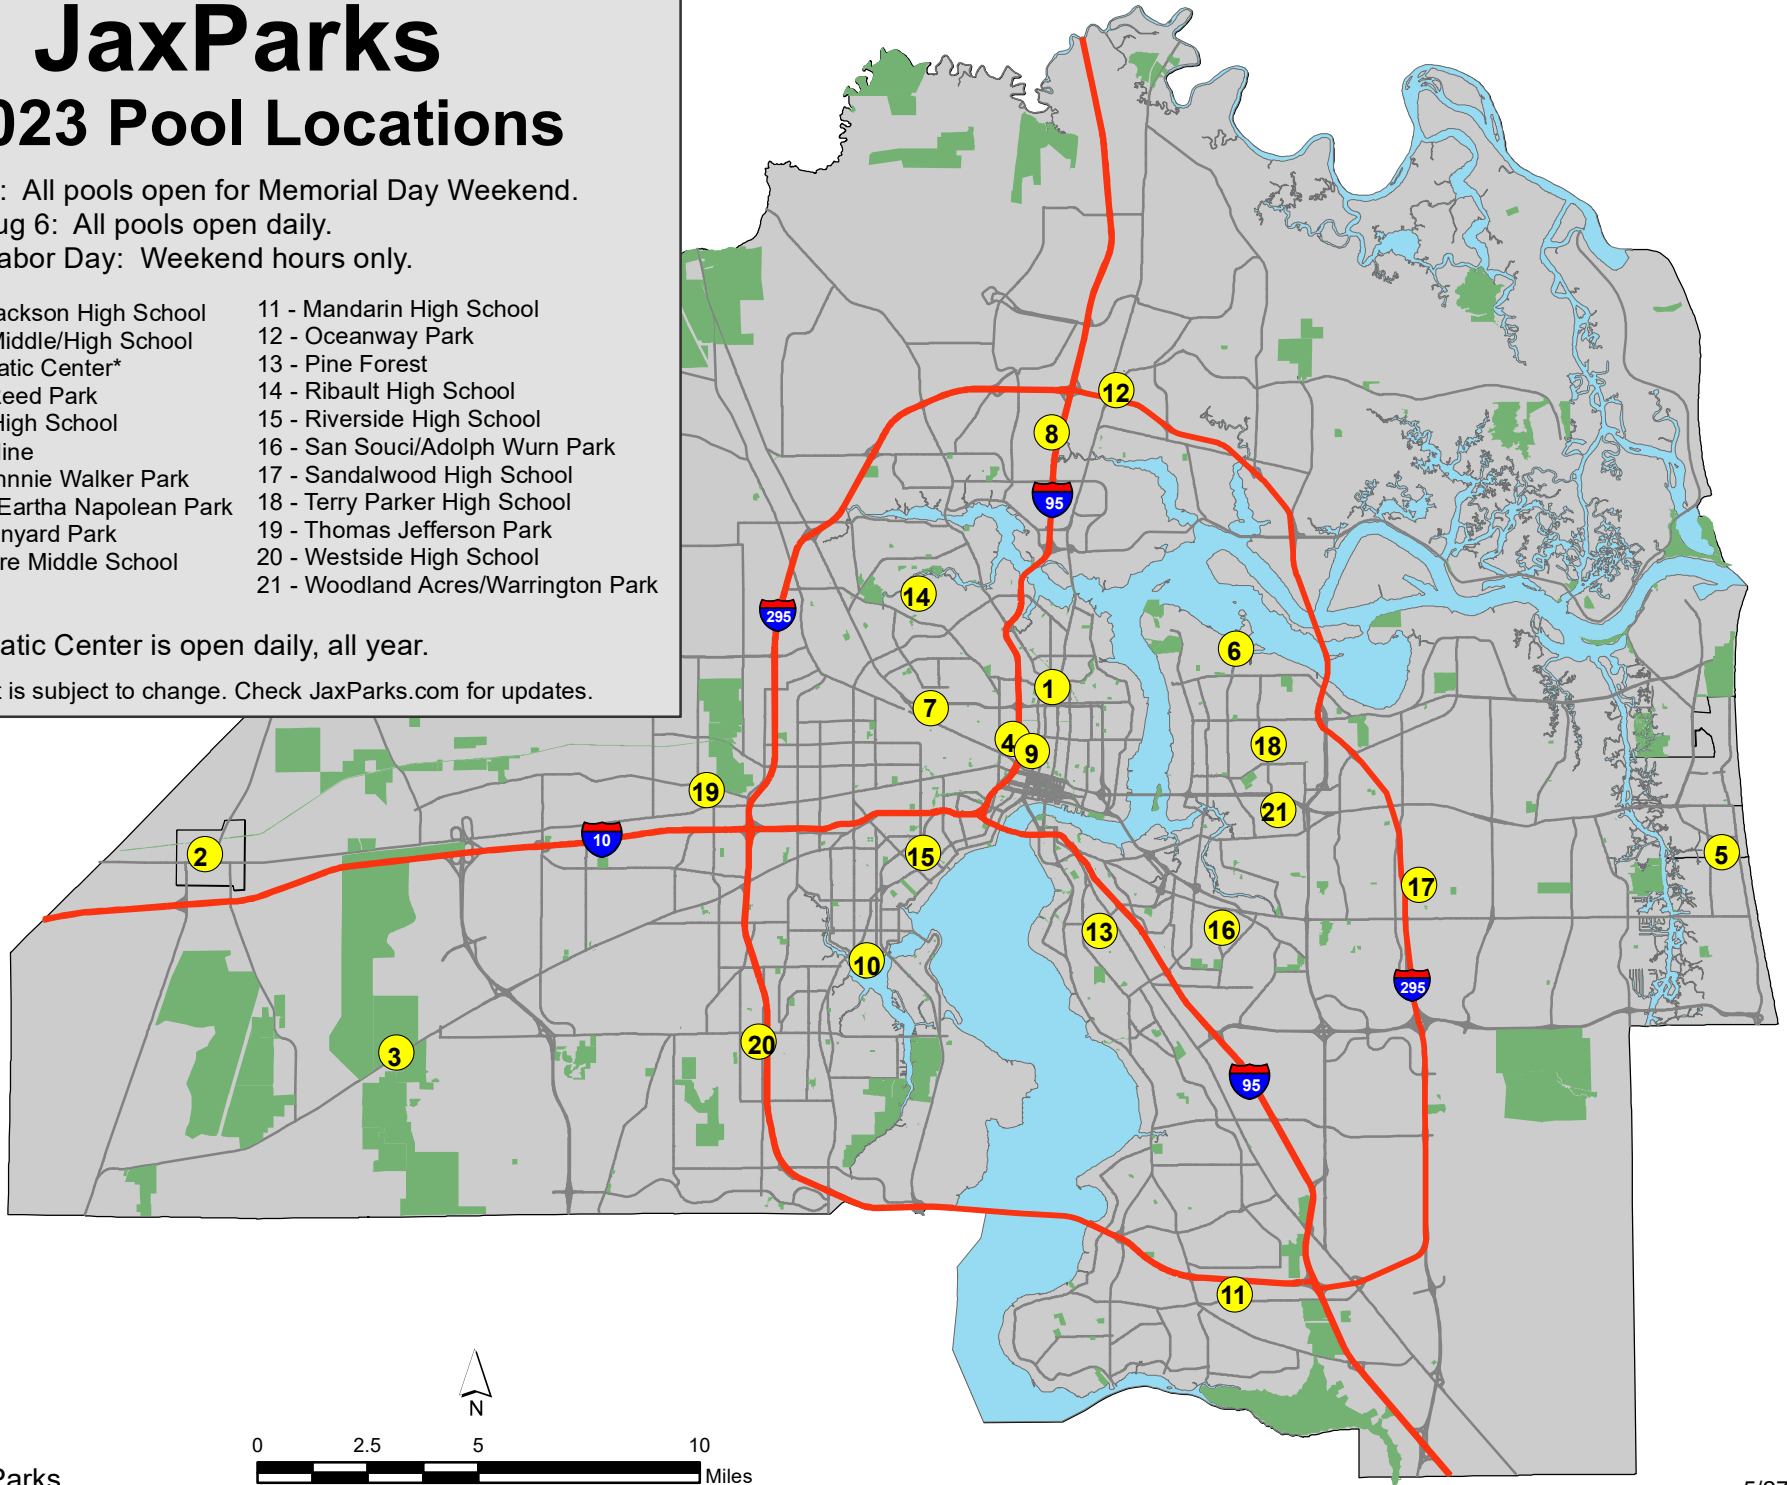 JaxParks
023 Pool Locations
: All pools open for Memorial Day Weekend.
ug 6: All pools open daily.
abor Day: Weekend hours only.
ackson High School
Middle/High School
atic Center*
Reed Park
High School
line
hnnie Walker Park
Eartha Napolean Park
nyard Park
re Middle School
11 - Mandarin High School
12 - Oceanway Park
13 - Pine Forest
14 - Ribault High School
15 - Riverside High School
16 - San Souci/Adolph Wurn Park
17 - Sandalwood High School
18 - Terry Parker High School
19 - Thomas Jefferson Park
20 - Westside High School
21 - Woodland Acres/Warrington Park
atic Center is open daily, all year.
t is subject to change. Check JaxParks.com for updates.
12
8
95
14
295
6
1
7
4
9
18
19
21
10
2
15
5
17
13
16
10
295
20
3
95
11
N
0 2.5 5 10
Miles
Parks
5/27